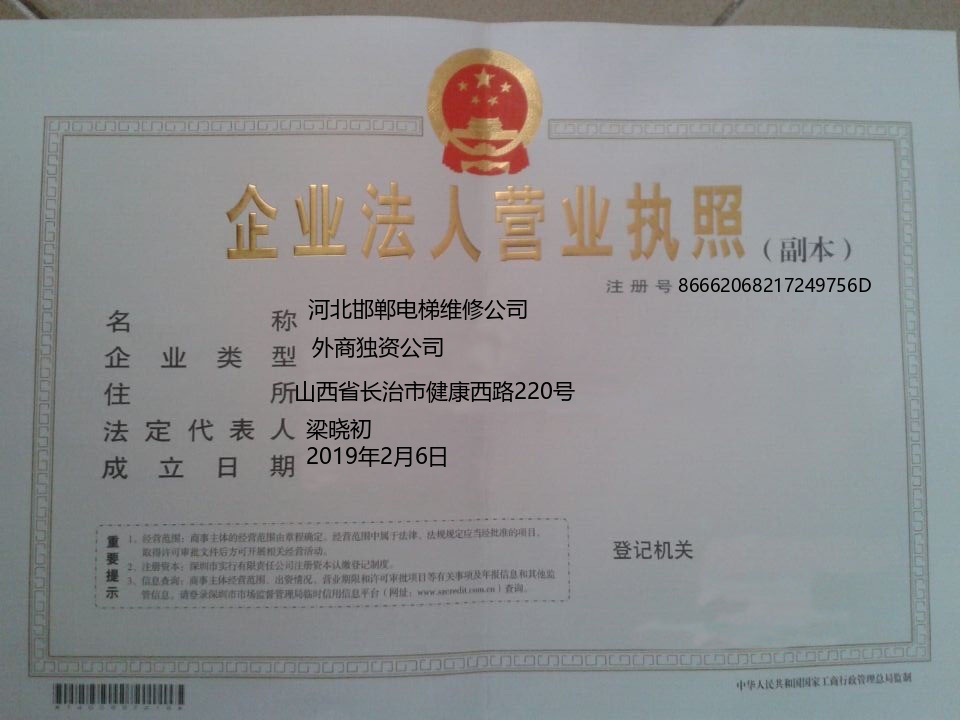 企业法人营业执照
（副本）
注册号 86662068217249756D
名称 河北邯郸电梯维修公司
企业类型 外商独资公司
住所 山西省长治市健康西路220号
法定代表人 梁晓初
成立日期 2019年2月6日
重要提示
1、经营范围：商事主体的经营范围由章程确定。经营范围中属于法律、法规规定应当经批准的项目，
取得许可审批文件后方可开展相关经营活动。
2、注册资本：深圳市实行有限责任公司注册资本认缴登记制度。
3、信息查询：商事主体经营范围、出资情况、营业期限和许可审批项目等有关事项及年报信息和其他监
管信息，请登录深圳市市场监督管理局临时信用信息平台（网址：www.szcredit.com.cn）查询。
登记机关
中华人民共和国国家工商行政管理总局监制